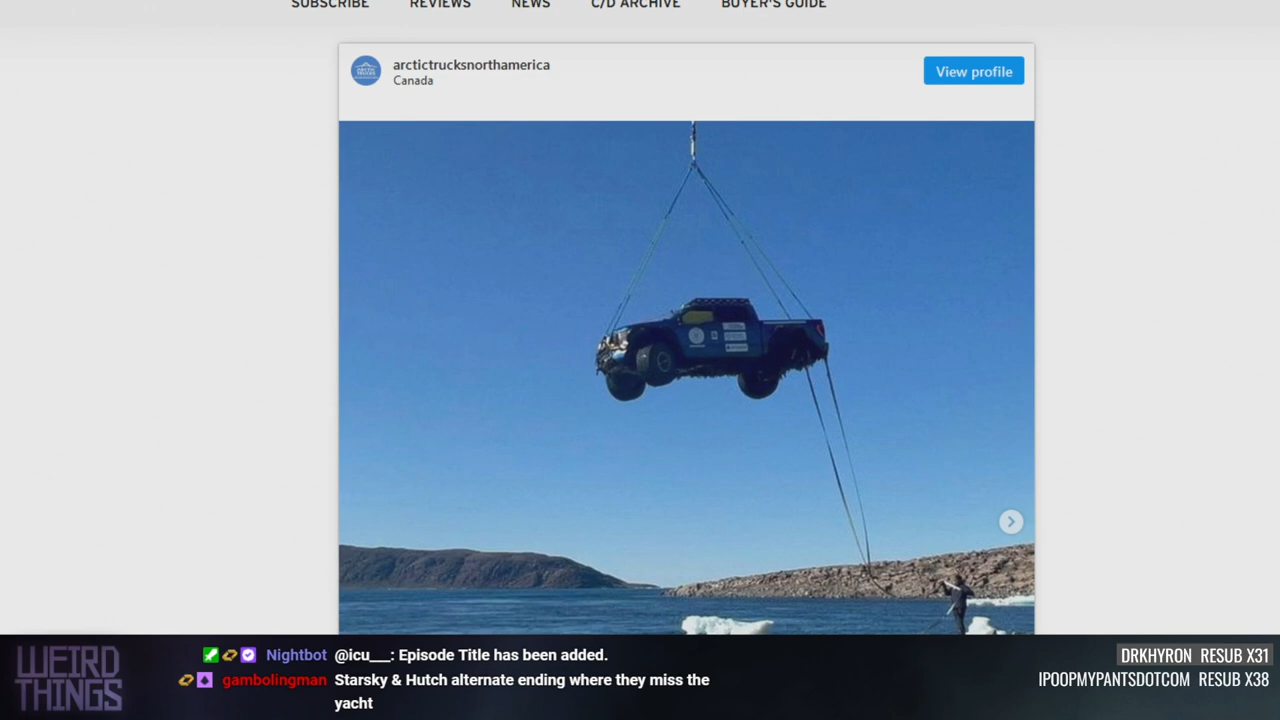 SUBSCRIBE REVIEWS NEWS C/D ARCHIVE BUYER'S GUIDE
arctictrucksnorthamerica
Canada
View profile
WEIRD
THINGS
Nightbot @icu___: Episode Title has been added.
gambolingman Starsky & Hutch alternate ending where they miss the
yacht
DRKHYRON RESUB X31
IPOOPMYPANTSDOTCOM RESUB X38